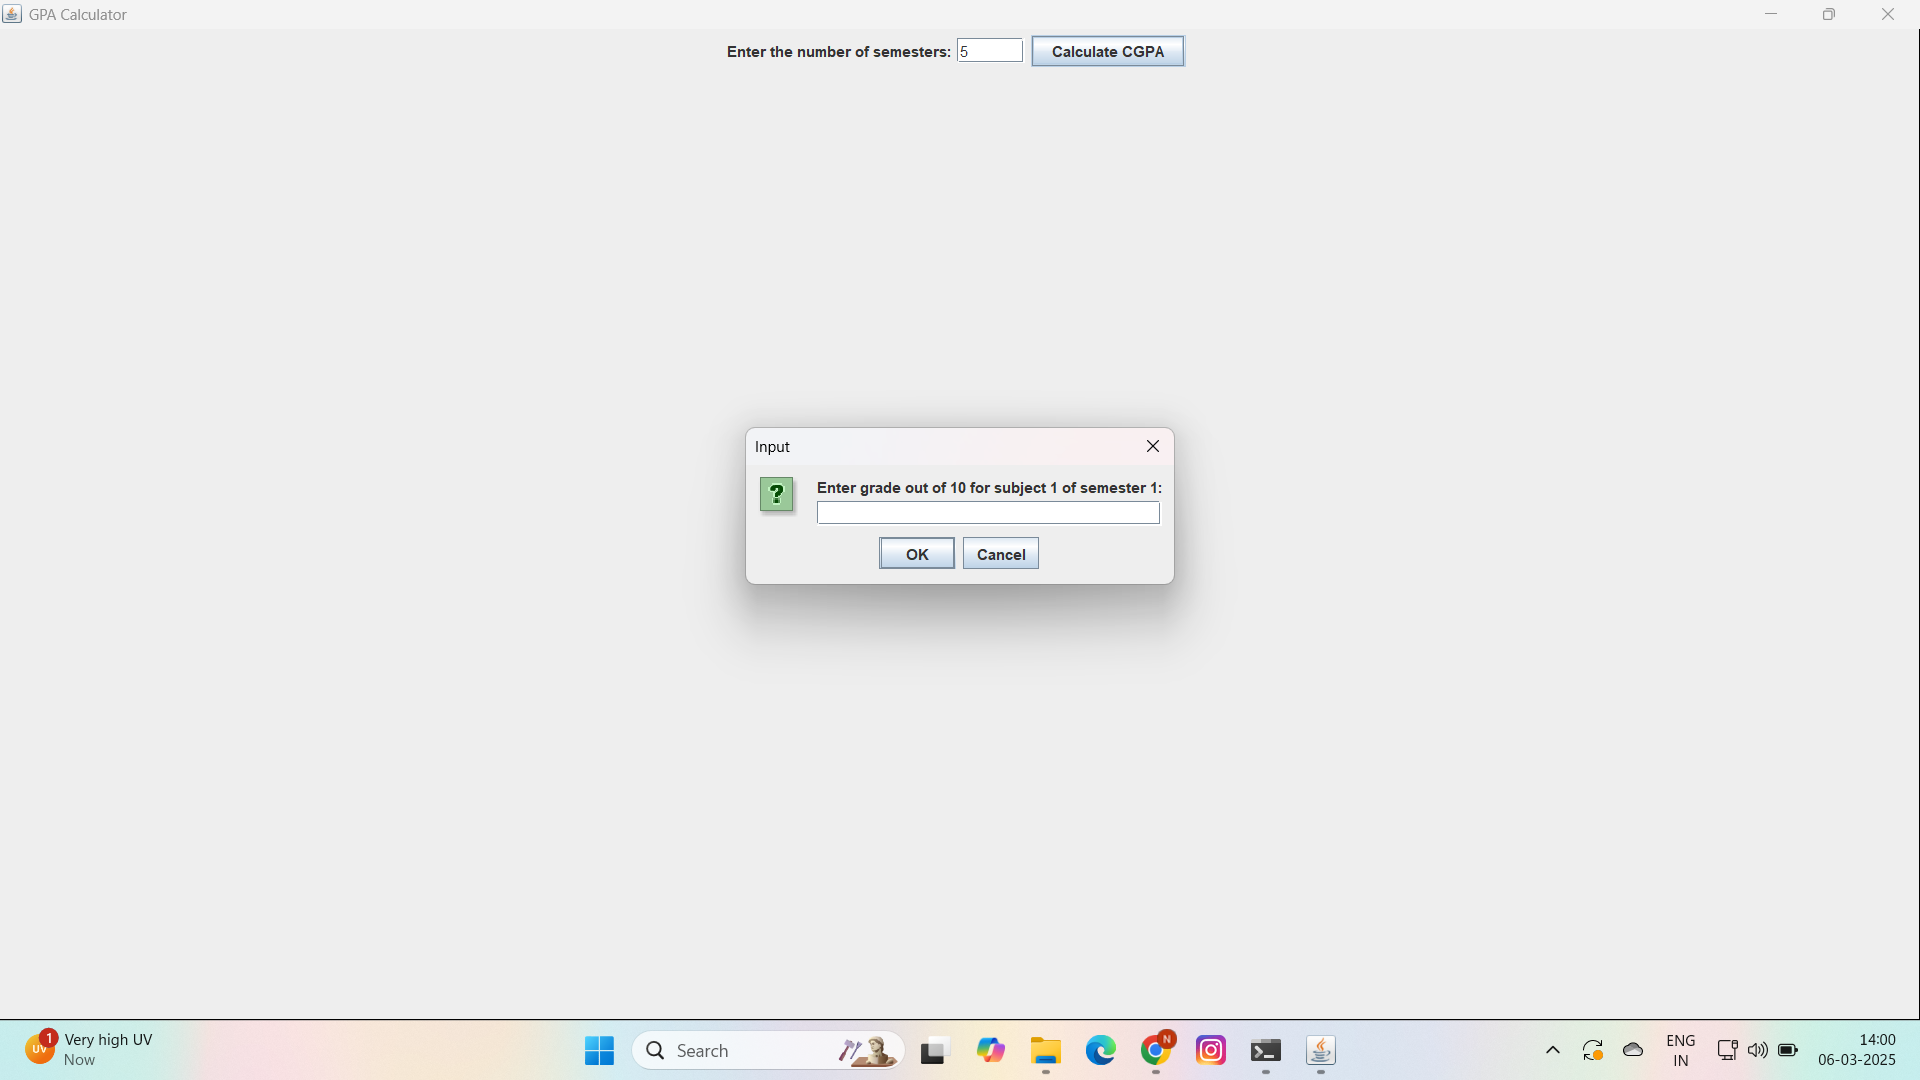 GPA Calculator
Enter the number of semesters: 5 Calculate CGPA
Input
? Enter grade out of 10 for subject 1 of semester 1:
OK Cancel
UV 1 Very high UV
Now
Search
N
ENG
IN
14:00
06-03-2025